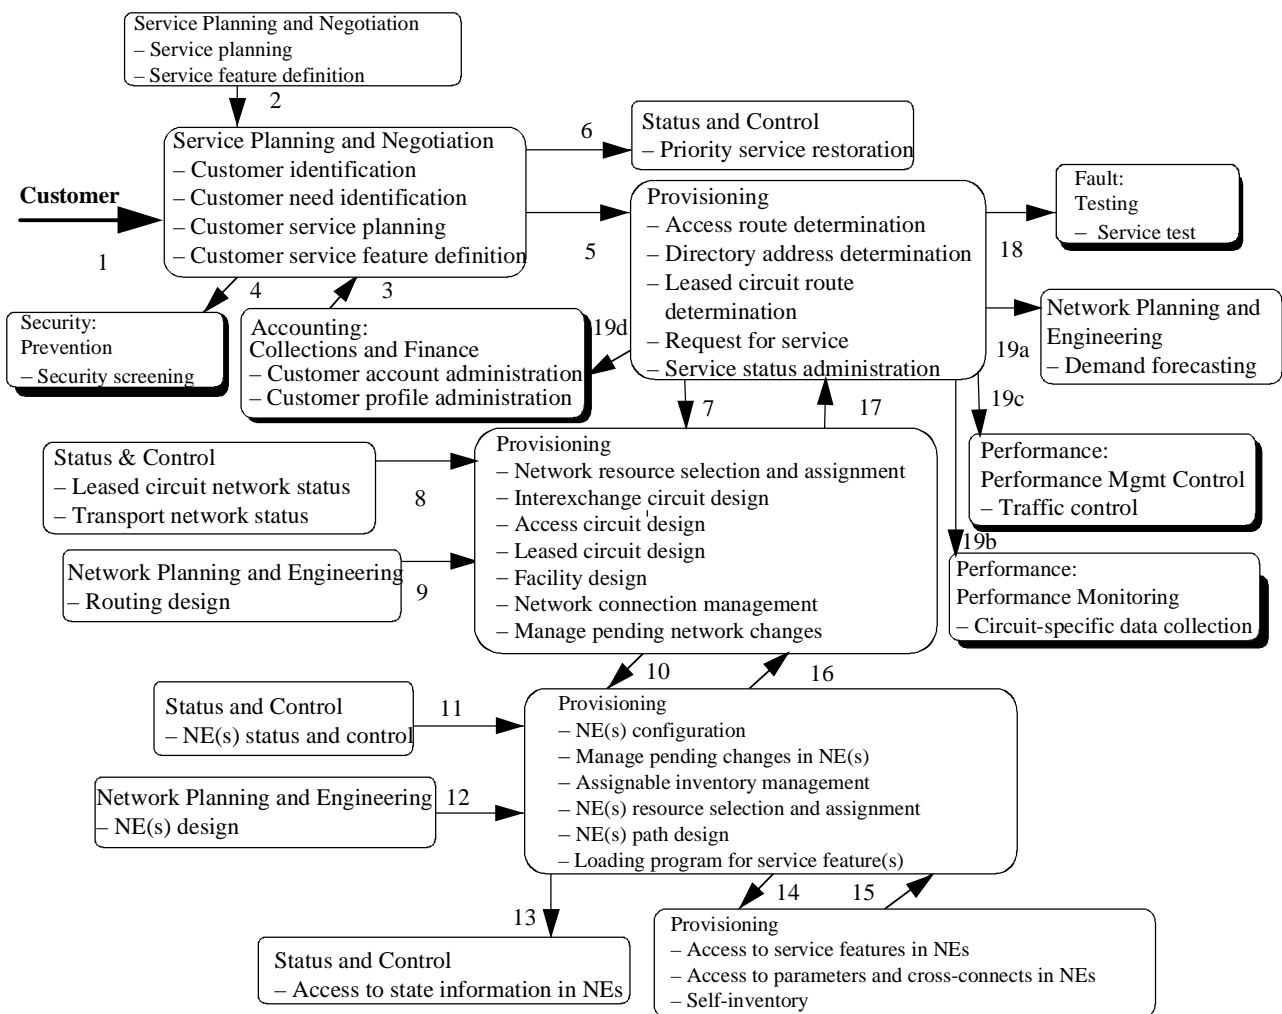 Service Planning and Negotiation
– Service planning
– Service feature definition
2
Service Planning and Negotiation
– Customer identification
– Customer need identification
– Customer service planning
– Customer service feature definition
Customer
1
6
Status and Control
– Priority service restoration
5
Provisioning
– Access route determination
– Directory address determination
– Leased circuit route
determination
– Request for service
– Service status administration
18
Fault:
Testing
– Service test
4
3
Security:
Prevention
– Security screening
Accounting:
Collections and Finance
– Customer account administration
– Customer profile administration
19d
19a
Network Planning and
Engineering
– Demand forecasting
7
17
19c
Performance:
Performance Mgmt Control
– Traffic control
19b
Performance:
Performance Monitoring
– Circuit-specific data collection
Status & Control
– Leased circuit network status
– Transport network status
8
Network Planning and Engineering
– Routing design
9
Provisioning
– Network resource selection and assignment
– Interexchange circuit design
– Access circuit design
– Leased circuit design
– Facility design
– Network connection management
– Manage pending network changes
10
16
Status and Control
– NE(s) status and control
11
Network Planning and Engineering
– NE(s) design
12
Provisioning
– NE(s) configuration
– Manage pending changes in NE(s)
– Assignable inventory management
– NE(s) resource selection and assignment
– NE(s) path design
– Loading program for service feature(s)
13
14
15
Status and Control
– Access to state information in NEs
Provisioning
– Access to service features in NEs
– Access to parameters and cross-connects in NEs
– Self-inventory